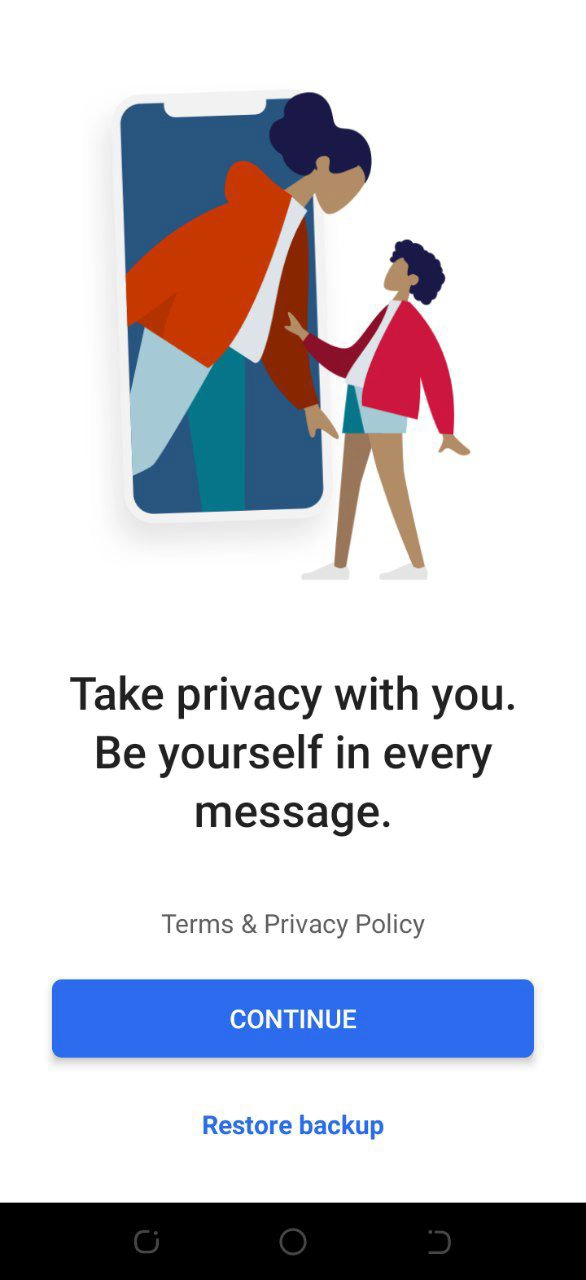 Take privacy with you.
Be yourself in every
message.
Terms & Privacy Policy
CONTINUE
Restore backup